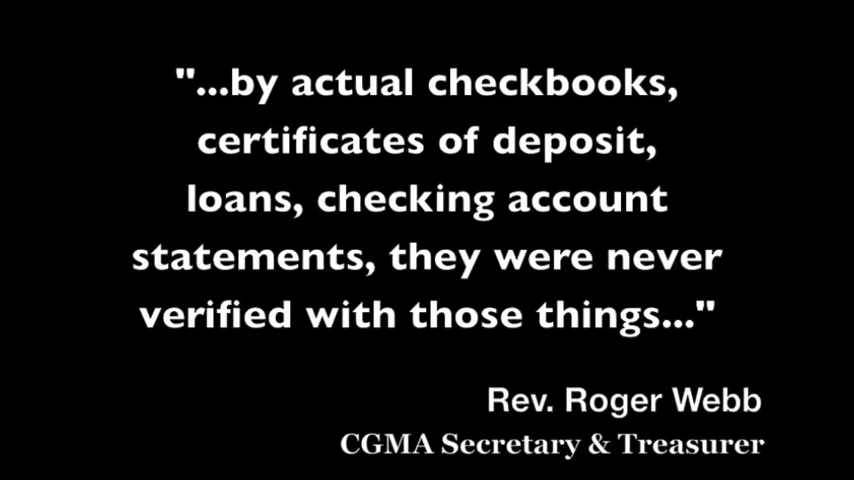 "...by actual checkbooks,
certificates of deposit,
loans, checking account
statements, they were never
verified with those things..."
Rev. Roger Webb
CGMA Secretary & Treasurer